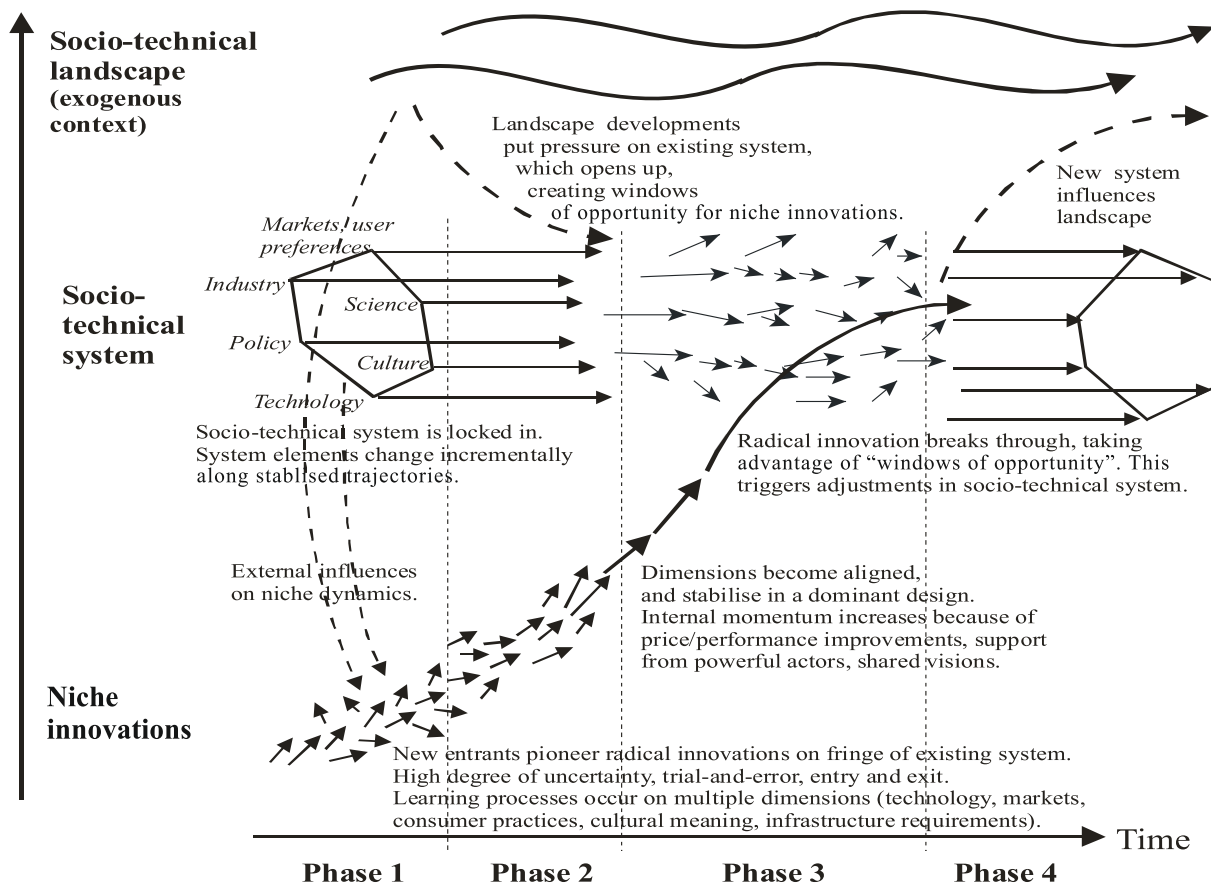 Socio-technical
landscape
(exogenous
context)
Landscape developments
put pressure on existing system,
which opens up,
creating windows
of opportunity for niche innovations.
New system
influences
landscape
Markets, user
preferences
Industry
Science
Policy
Culture
Technology
Socio-
technical
system
Socio-technical system is locked in.
System elements change incrementally
along stablised trajectories.
Radical innovation breaks through, taking
advantage of “windows of opportunity”. This
triggers adjustments in socio-technical system.
External influences
on niche dynamics.
Dimensions become aligned,
and stabilise in a dominant design.
Internal momentum increases because of
price/performance improvements, support
from powerful actors, shared visions.
Niche
innovations
New entrants pioneer radical innovations on fringe of existing system.
High degree of uncertainty, trial-and-error, entry and exit.
Learning processes occur on multiple dimensions (technology, markets,
consumer practices, cultural meaning, infrastructure requirements).
Time
Phase 1
Phase 2
Phase 3
Phase 4